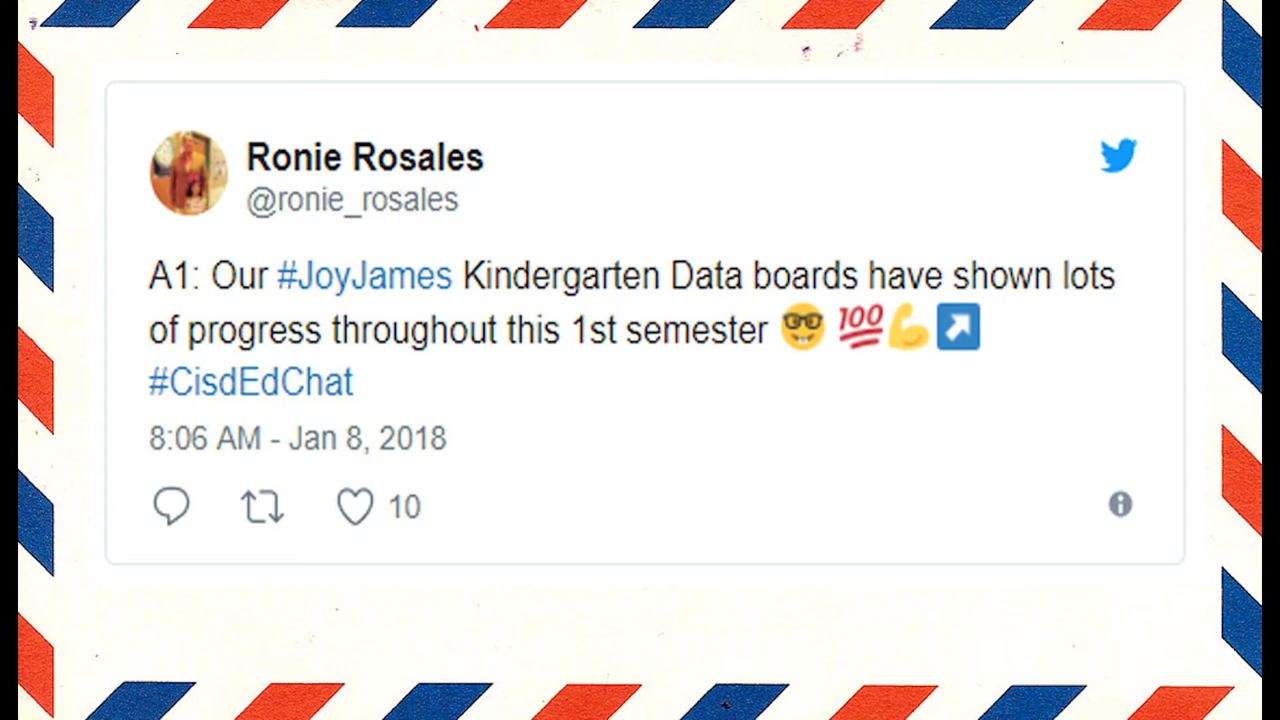 Ronie Rosales
@ronie_rosales
A1: Our #JoyJames Kindergarten Data boards have shown lots
of progress throughout this 1st semester 🤓 💯💪↗️
#CisdEdChat
8:06 AM - Jan 8, 2018
10